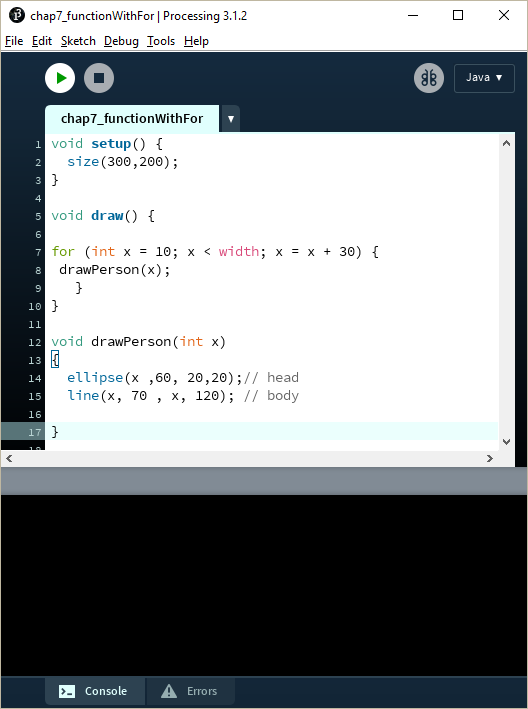 chap7_functionWithFor | Processing 3.1.2
File Edit Sketch Debug Tools Help
Java ▼
chap7_functionWithFor ▼
1 void setup() {
2   size(300,200);
3 }
4
5 void draw() {
6
7 for (int x = 10; x < width; x = x + 30) {
8  drawPerson(x);
9    }
10 }
11
12 void drawPerson(int x)
13 {
14   ellipse(x ,60, 20,20);// head
15   line(x, 70 , x, 120); // body
16
17 }
18
Console Errors